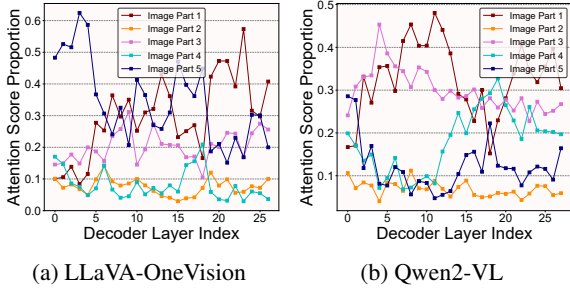 Attention Score Proportion
0.6
0.5
0.4
0.3
0.2
0.1
0.0
0 5 10 15 20 25
Decoder Layer Index
Image Part 1
Image Part 2
Image Part 3
Image Part 4
Image Part 5
(a) LLaVA-OneVision
Attention Score Proportion
0.5
0.4
0.3
0.2
0.1
0 5 10 15 20 25
Decoder Layer Index
Image Part 1
Image Part 2
Image Part 3
Image Part 4
Image Part 5
(b) Qwen2-VL